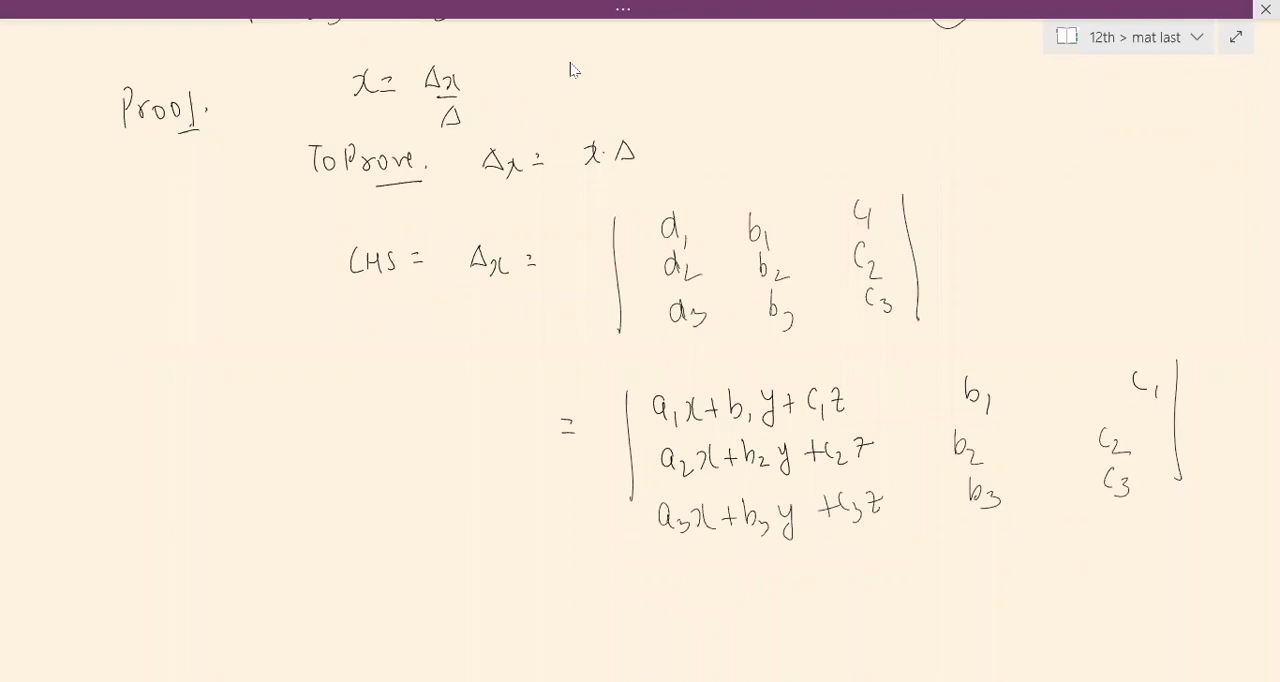 12th > mat last
Proof.
x = Δx / Δ
To Prove. Δx = x·Δ
LHS = Δx = | d₁ b₁ c₁ |
| d₂ b₂ c₂ |
| d₃ b₃ c₃ |
= | a₁x+b₁y+c₁z b₁ c₁ |
| a₂x+b₂y+c₂z b₂ c₂ |
| a₃x+b₃y+c₃z b₃ c₃ |